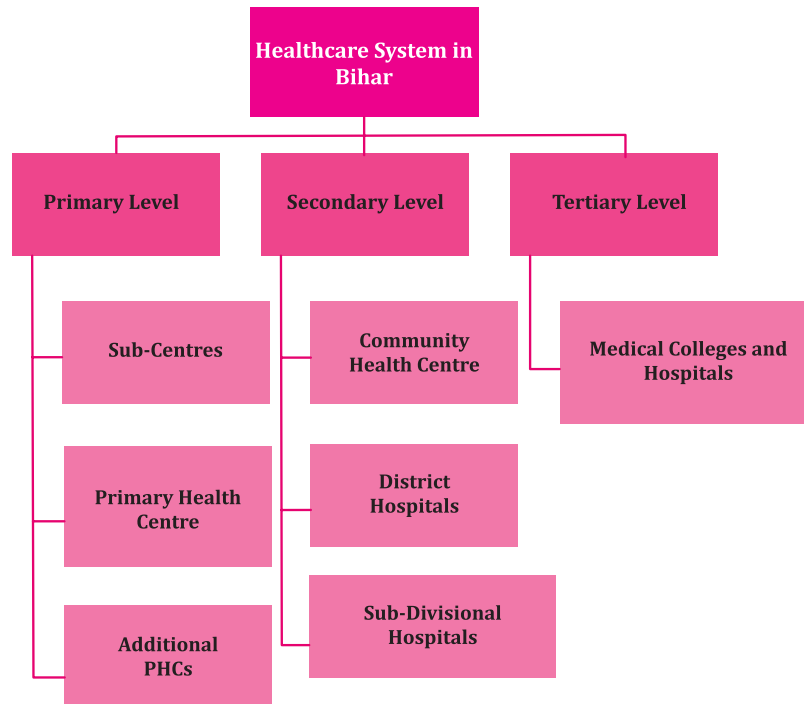 Healthcare System in
Bihar
Primary Level
Secondary Level
Tertiary Level
Sub-Centres
Primary Health
Centre
Additional
PHCs
Community
Health Centre
District
Hospitals
Sub-Divisional
Hospitals
Medical Colleges and
Hospitals